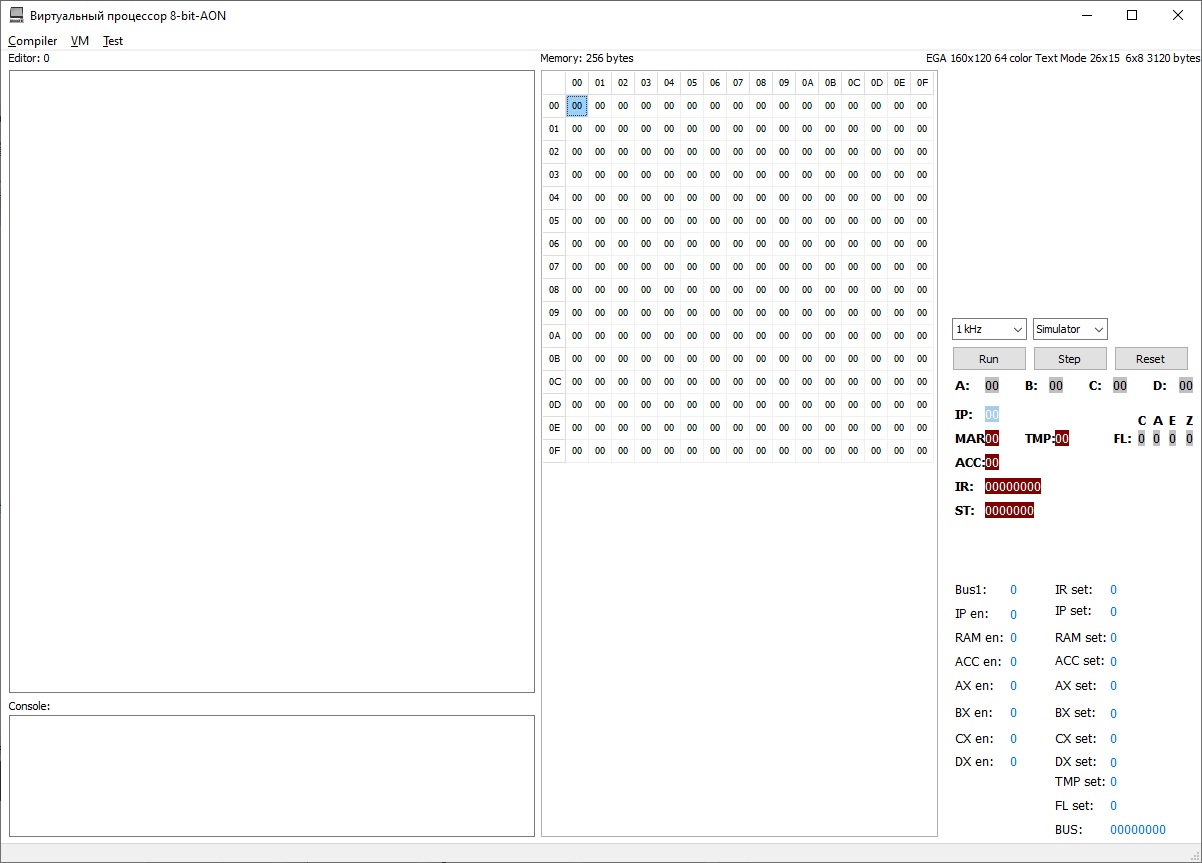 Виртуальный процессор 8-bit-AON
Compiler VM Test
Editor: 0
Memory: 256 bytes
EGA 160x120 64 color Text Mode 26x15 6x8 3120 bytes
00 01 02 03 04 05 06 07 08 09 0A 0B 0C 0D 0E 0F
00 00 00 00 00 00 00 00 00 00 00 00 00 00 00 00 00
01 00 00 00 00 00 00 00 00 00 00 00 00 00 00 00 00
02 00 00 00 00 00 00 00 00 00 00 00 00 00 00 00 00
03 00 00 00 00 00 00 00 00 00 00 00 00 00 00 00 00
04 00 00 00 00 00 00 00 00 00 00 00 00 00 00 00 00
05 00 00 00 00 00 00 00 00 00 00 00 00 00 00 00 00
06 00 00 00 00 00 00 00 00 00 00 00 00 00 00 00 00
07 00 00 00 00 00 00 00 00 00 00 00 00 00 00 00 00
08 00 00 00 00 00 00 00 00 00 00 00 00 00 00 00 00
09 00 00 00 00 00 00 00 00 00 00 00 00 00 00 00 00
0A 00 00 00 00 00 00 00 00 00 00 00 00 00 00 00 00
0B 00 00 00 00 00 00 00 00 00 00 00 00 00 00 00 00
0C 00 00 00 00 00 00 00 00 00 00 00 00 00 00 00 00
0D 00 00 00 00 00 00 00 00 00 00 00 00 00 00 00 00
0E 00 00 00 00 00 00 00 00 00 00 00 00 00 00 00 00
0F 00 00 00 00 00 00 00 00 00 00 00 00 00 00 00 00
Console:
1 kHz Simulator
Run Step Reset
A: 00 B: 00 C: 00 D: 00
IP: 00
C A E Z
MAR 00 TMP: 00 FL: 0 0 0 0
ACC: 00
IR: 00000000
ST: 0000000
Bus1: 0 IR set: 0
IP en: 0 IP set: 0
RAM en: 0 RAM set: 0
ACC en: 0 ACC set: 0
AX en: 0 AX set: 0
BX en: 0 BX set: 0
CX en: 0 CX set: 0
DX en: 0 DX set: 0
TMP set: 0
FL set: 0
BUS: 00000000